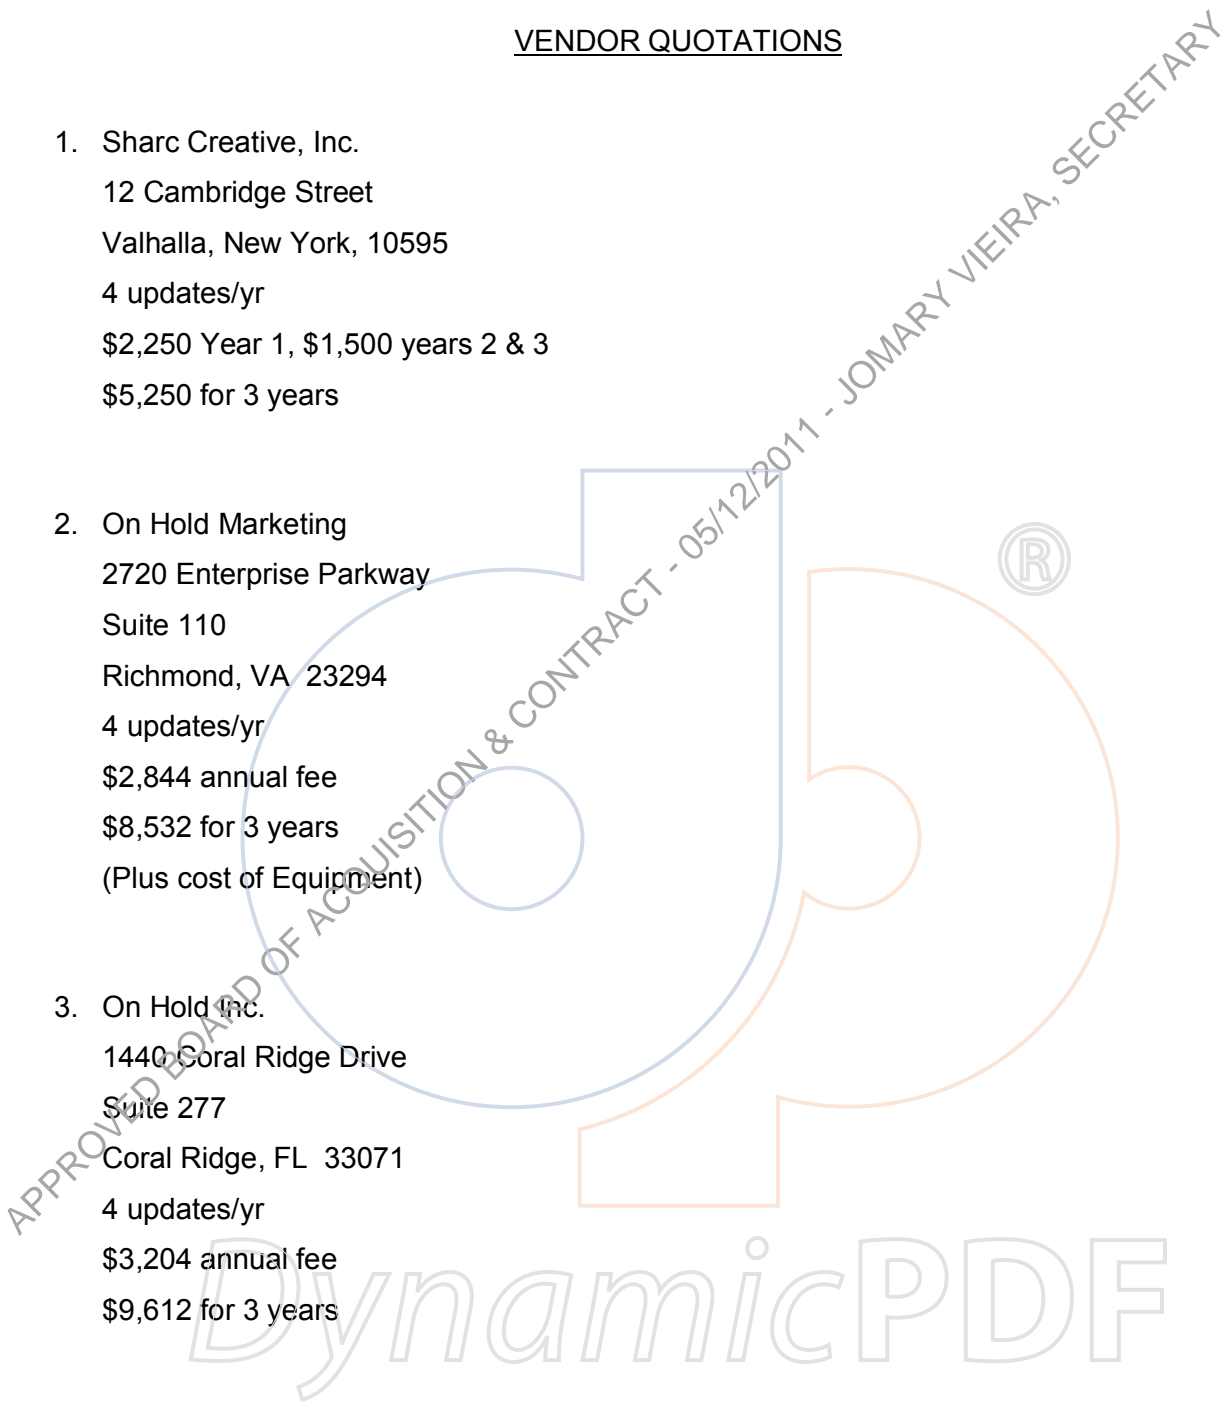 VENDOR QUOTATIONS
1. Sharc Creative, Inc.
12 Cambridge Street
Valhalla, New York, 10595
4 updates/yr
$2,250 Year 1, $1,500 years 2 & 3
$5,250 for 3 years
2. On Hold Marketing
2720 Enterprise Parkway
Suite 110
Richmond, VA  23294
4 updates/yr
$2,844 annual fee
$8,532 for 3 years
(Plus cost of Equipment)
3. On Hold Inc.
1440 Coral Ridge Drive
Suite 277
Coral Ridge, FL  33071
4 updates/yr
$3,204 annual fee
$9,612 for 3 years
APPROVED BOARD OF ACQUISITION & CONTRACT - 05/12/2011 - JOMARY VIEIRA, SECRETARY
dp®
DynamicPDF